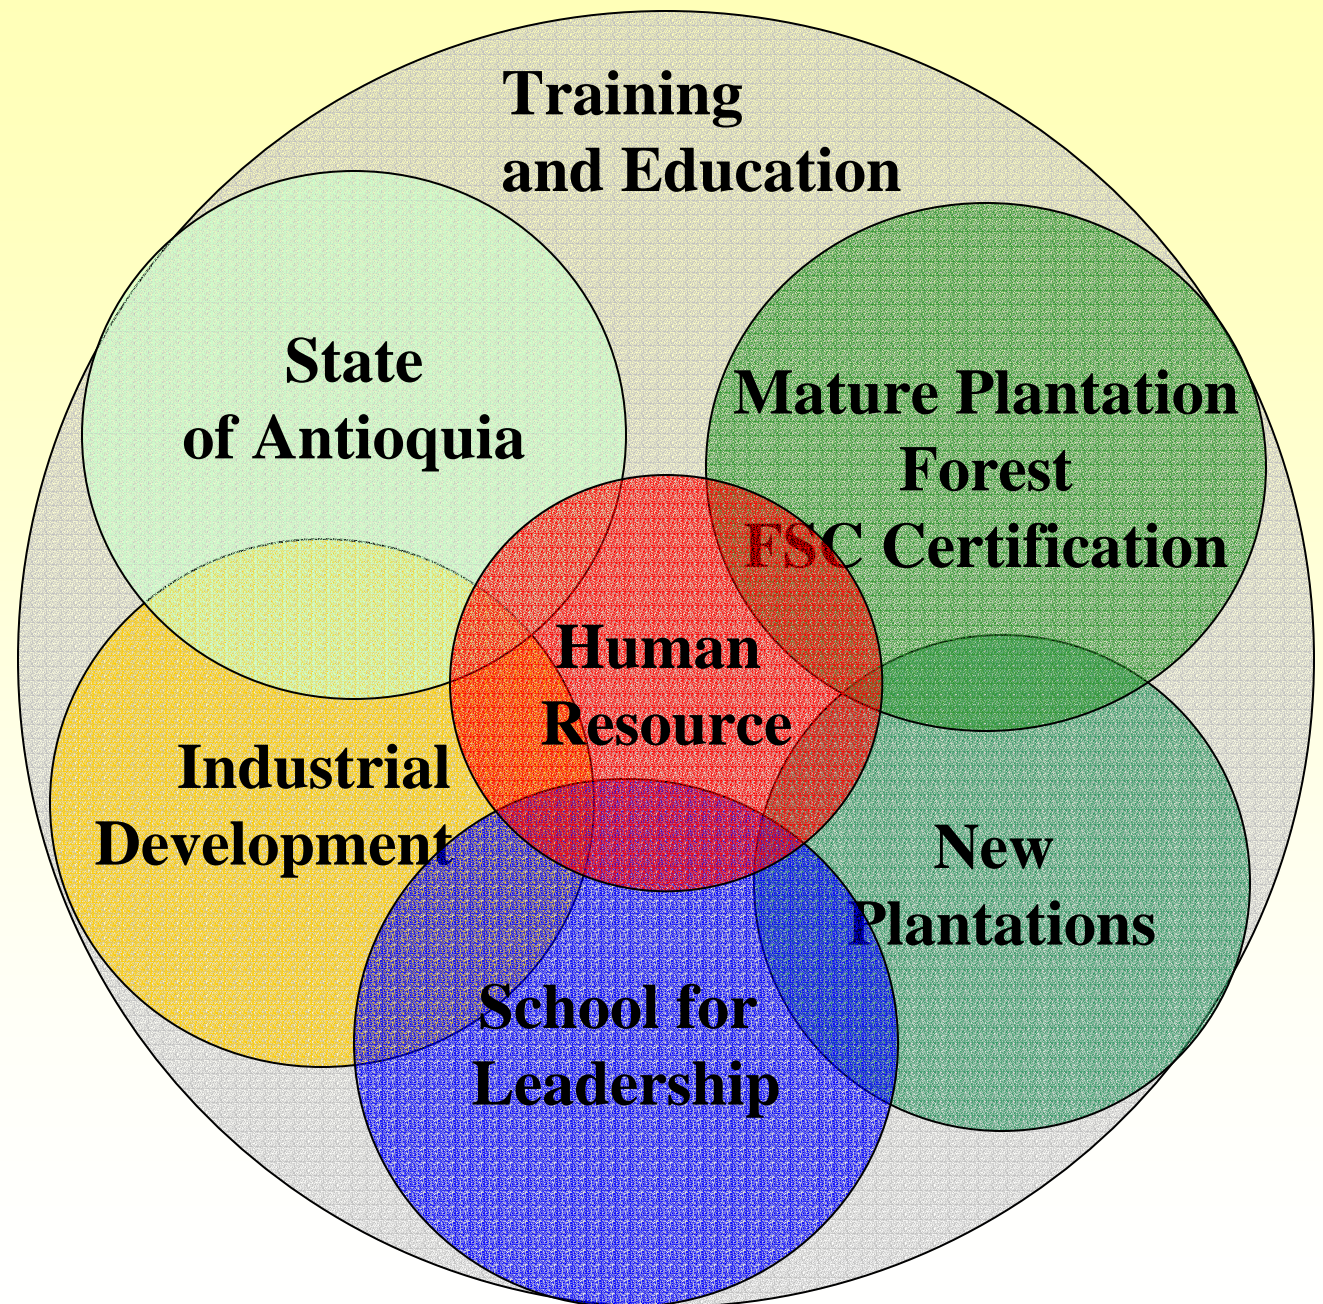 Training
and Education
State
of Antioquia
Mature Plantation
Forest
FSC Certification
Human
Resource
Industrial
Development
New
Plantations
School for
Leadership